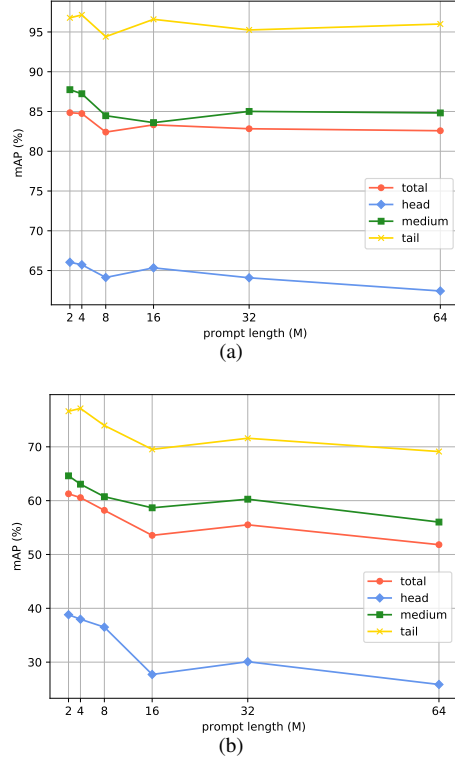 95
90
85
80
75
70
65
mAP (%)
total
head
medium
tail
2 4 8 16 32 64
prompt length (M)
(a)
70
60
50
40
30
mAP (%)
total
head
medium
tail
2 4 8 16 32 64
prompt length (M)
(b)